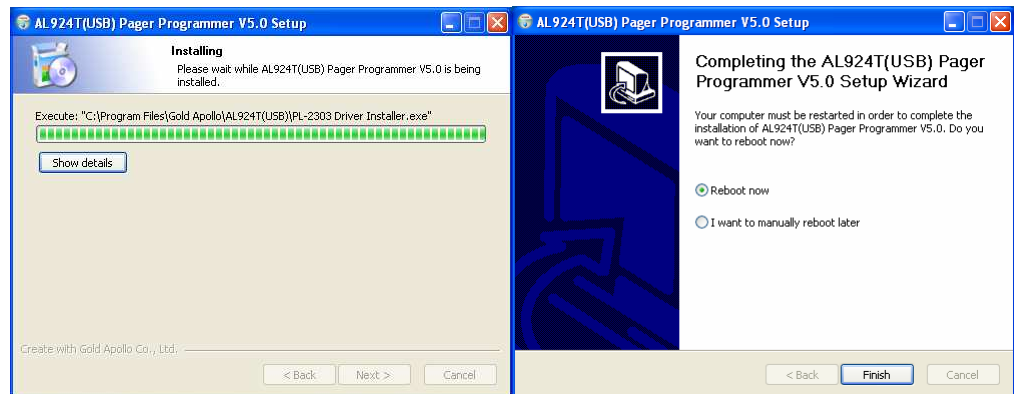 AL924T(USB) Pager Programmer V5.0 Setup
Installing
Please wait while AL924T(USB) Pager Programmer V5.0 is being
installed.
Execute: "C:\Program Files\Gold Apollo\AL924T(USB)\PL-2303 Driver Installer.exe"
Show details
Create with Gold Apollo Co., Ltd.
< Back
Next >
Cancel
AL924T(USB) Pager Programmer V5.0 Setup
Completing the AL924T(USB) Pager
Programmer V5.0 Setup Wizard
Your computer must be restarted in order to complete the
installation of AL924T(USB) Pager Programmer V5.0. Do you
want to reboot now?
Reboot now
I want to manually reboot later
< Back
Finish
Cancel